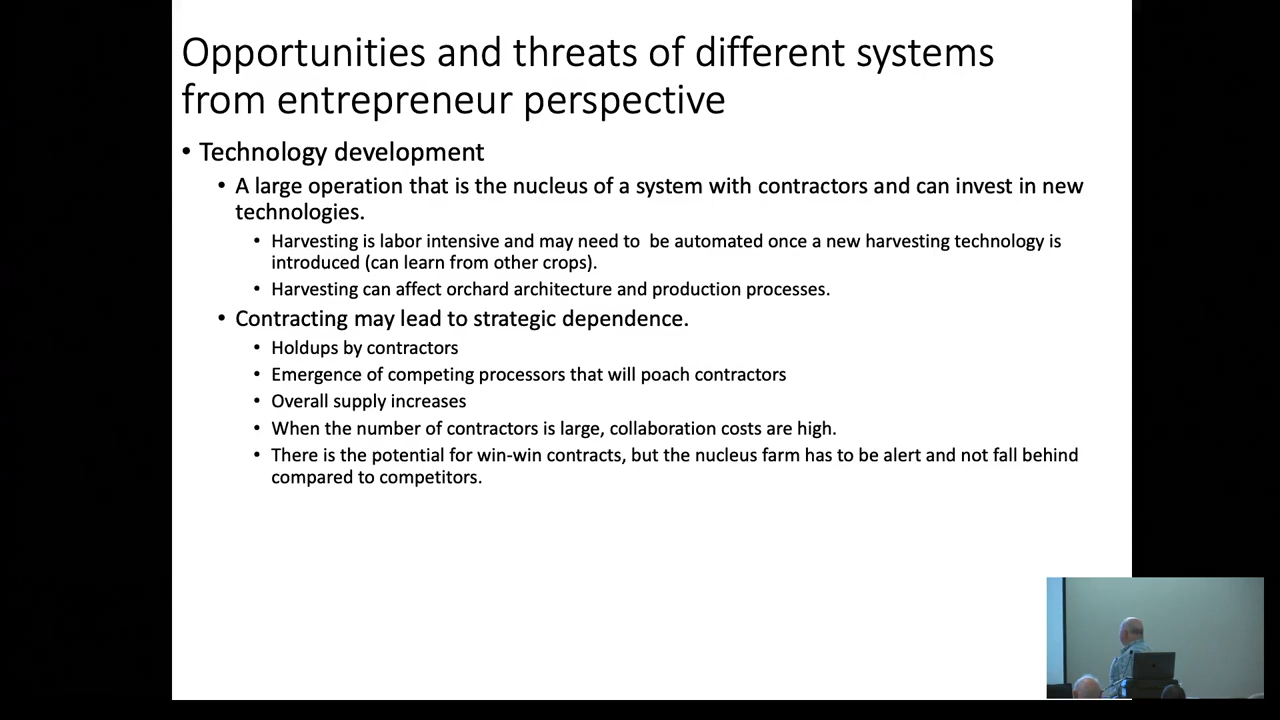 Opportunities and threats of different systems
from entrepreneur perspective
• Technology development
• A large operation that is the nucleus of a system with contractors and can invest in new
technologies.
• Harvesting is labor intensive and may need to  be automated once a new harvesting technology is
introduced (can learn from other crops).
• Harvesting can affect orchard architecture and production processes.
• Contracting may lead to strategic dependence.
• Holdups by contractors
• Emergence of competing processors that will poach contractors
• Overall supply increases
• When the number of contractors is large, collaboration costs are high.
• There is the potential for win-win contracts, but the nucleus farm has to be alert and not fall behind
compared to competitors.